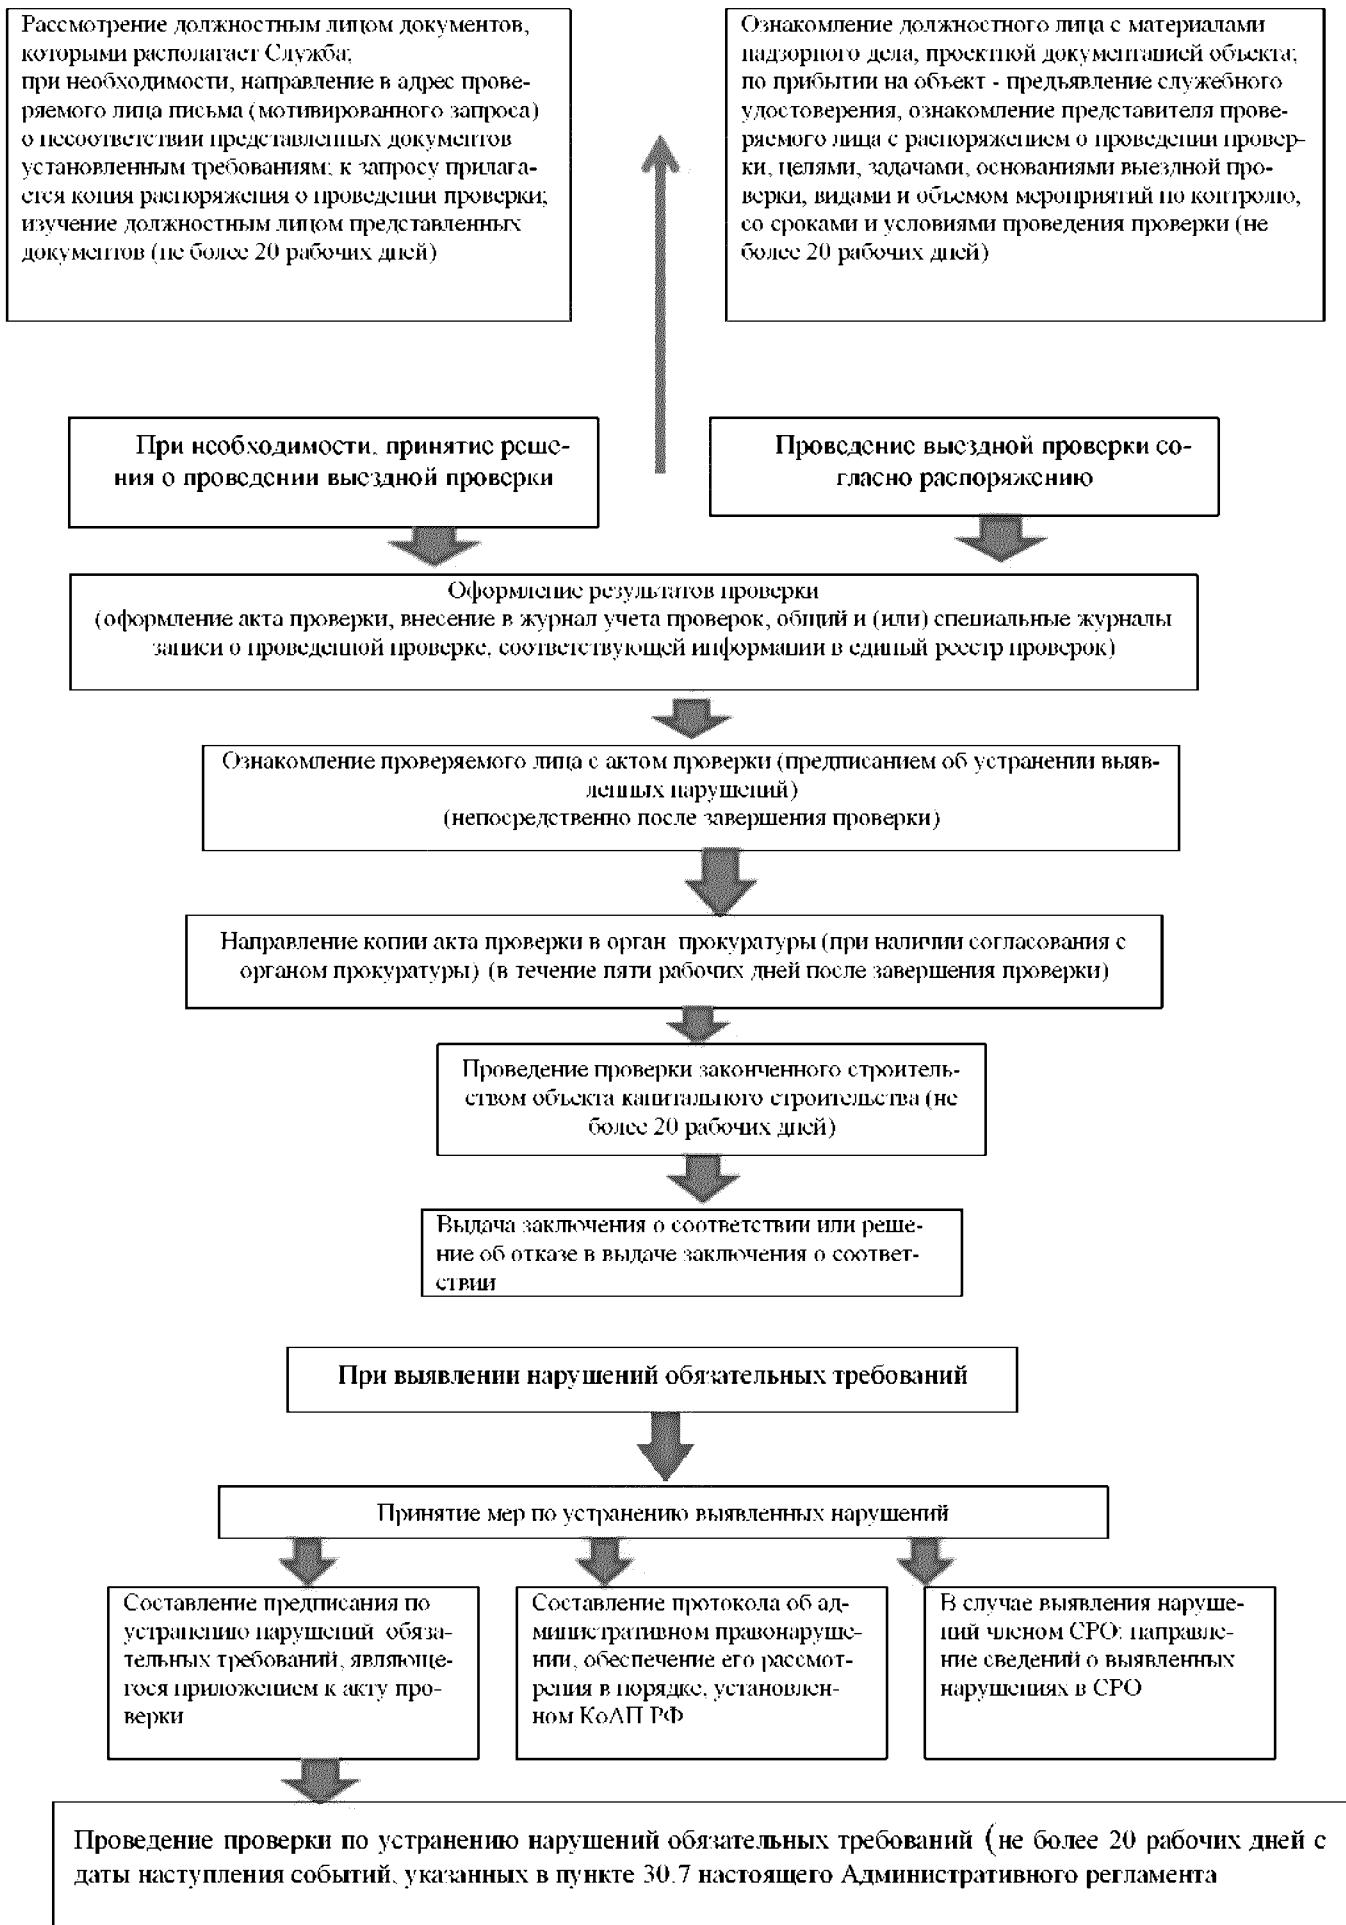 Рассмотрение должностным лицом документов,
которыми располагает Служба;
при необходимости, направление в адрес прове-
ряемого лица письма (мотивированного запроса)
о несоответствии представленных документов
установленным требованиям; к запросу прилага-
ется копия распоряжения о проведении проверки;
изучение должностным лицом представленных
документов (не более 20 рабочих дней)
Ознакомление должностного лица с материалами
надзорного дела, проектной документацией объекта;
по прибытии на объект - предъявление служебного
удостоверения, ознакомление представителя прове-
ряемого лица с распоряжением о проведении провер-
ки, целями, задачами, основаниями выездной про-
верки, видами и объемом мероприятий по контролю,
со сроками и условиями проведения проверки (не
более 20 рабочих дней)
При необходимости, принятие реше-
ния о проведении выездной проверки
Проведение выездной проверки со-
гласно распоряжению
Оформление результатов проверки
(оформление акта проверки, внесение в журнал учета проверок, общий и (или) специальные журналы
записи о проведенной проверке, соответствующей информации в единый реестр проверок)
Ознакомление проверяемого лица с актом проверки (предписанием об устранении выяв-
ленных нарушений)
(непосредственно после завершения проверки)
Направление копии акта проверки в орган прокуратуры (при наличии согласования с
органом прокуратуры) (в течение пяти рабочих дней после завершения проверки)
Проведение проверки законченного строитель-
ством объекта капитального строительства (не
более 20 рабочих дней)
Выдача заключения о соответствии или реше-
ние об отказе в выдаче заключения о соответ-
ствии
При выявлении нарушений обязательных требований
Принятие мер по устранению выявленных нарушений
Составление предписания по
устранению нарушений обяза-
тельных требований, являюще-
гося приложением к акту про-
верки
Составление протокола об ад-
министративном правонаруше-
нии, обеспечение его рассмот-
рения в порядке, установлен-
ном КоАП РФ
В случае выявления наруше-
ний членом СРО: направле-
ние сведений о выявленных
нарушениях в СРО
Проведение проверки по устранению нарушений обязательных требований (не более 20 рабочих дней с
даты наступления событий, указанных в пункте 30.7 настоящего Административного регламента